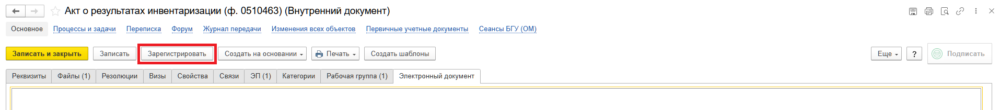 Акт о результатах инвентаризации (ф. 0510463) (Внутренний документ)
Основное Процессы и задачи Переписка Форум Журнал передачи Изменения всех объектов Первичные учетные документы Сеансы БГУ (ОМ)
Записать и закрыть Записать Зарегистрировать Создать на основании Печать Создать шаблоны Еще ? Подписать
Реквизиты Файлы (1) Резолюции Визы Свойства Связи ЭП (1) Категории Рабочая группа (1) Электронный документ